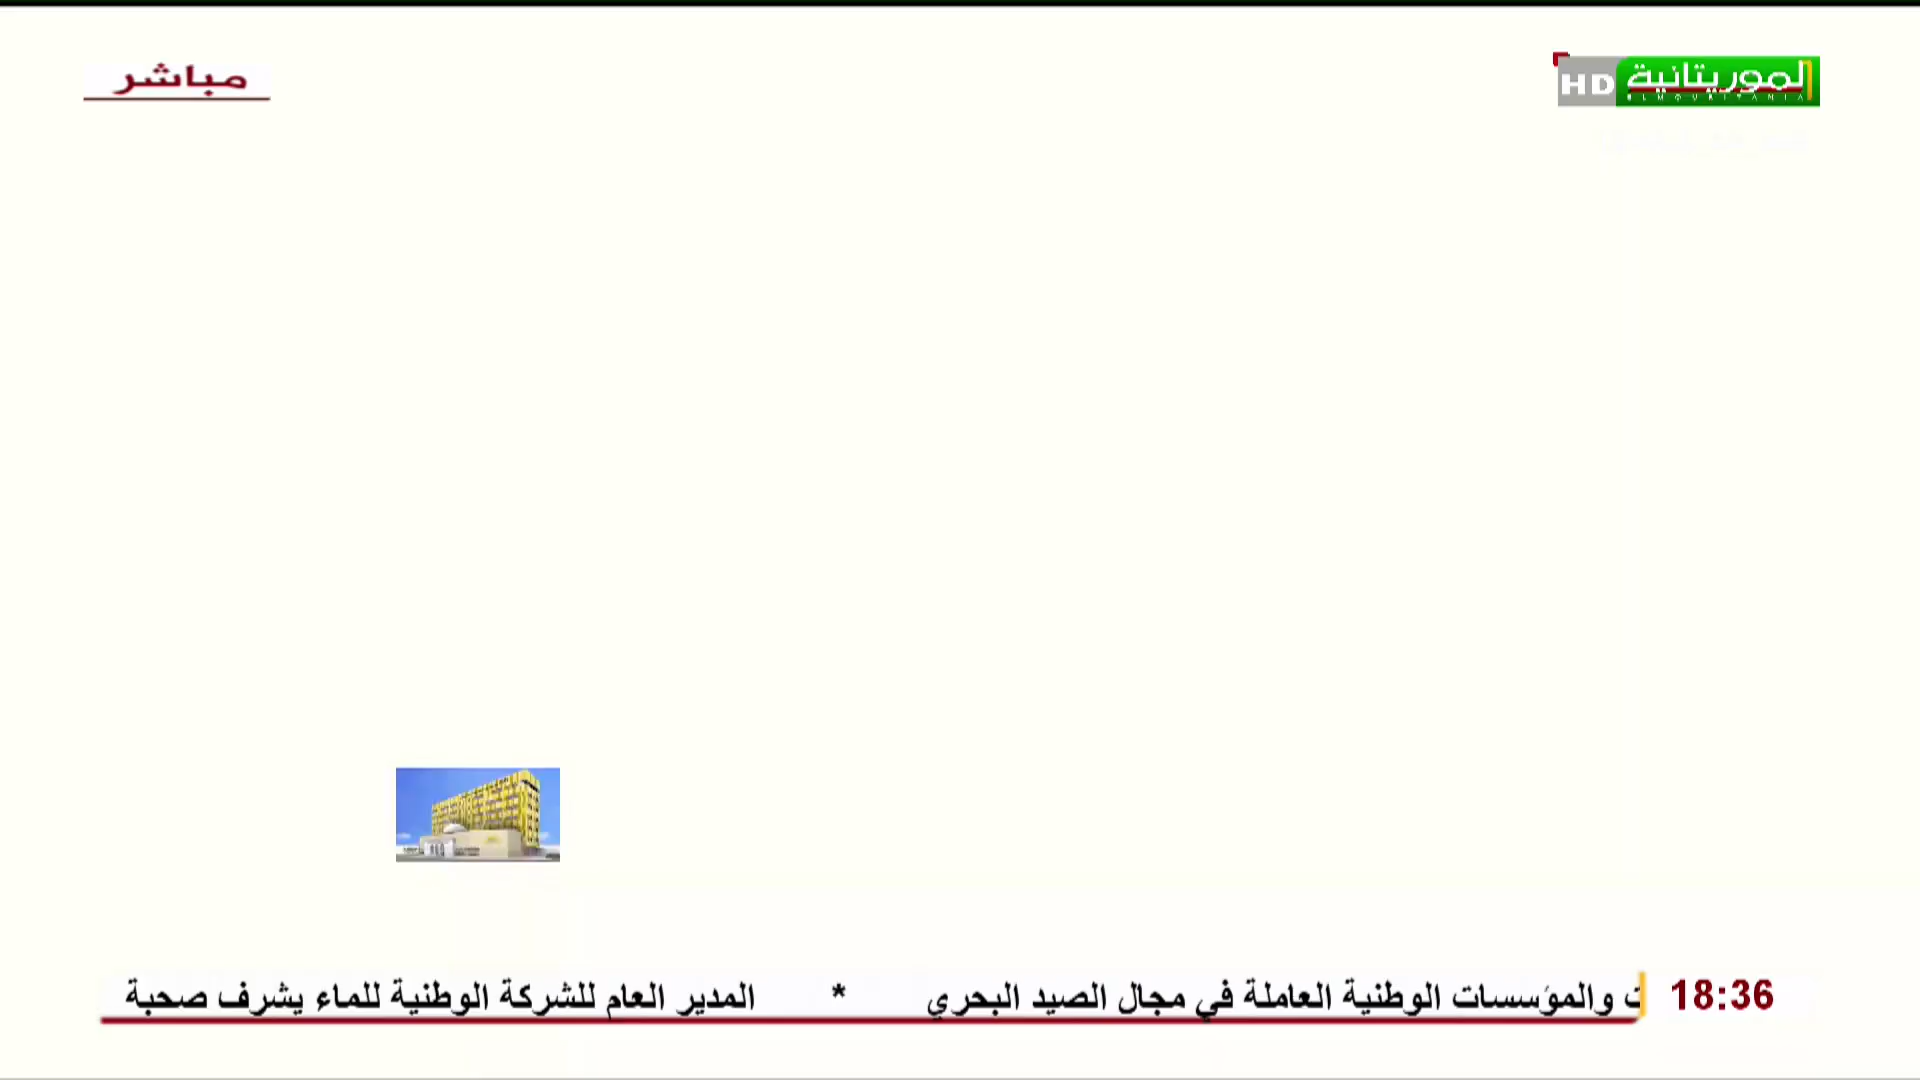 مباشر
HD الموريتانية
ELMOURITANIA
ت والمؤسسات الوطنية العاملة في مجال الصيد البحري * المدير العام للشركة الوطنية للماء يشرف صحبة
18:36